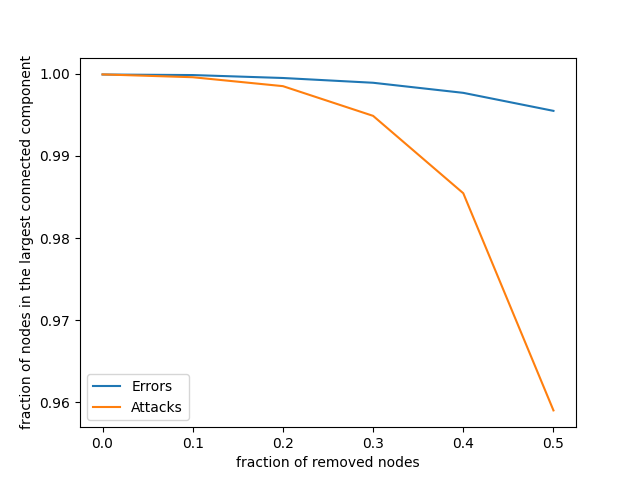 fraction of nodes in the largest connected component
1.00
0.99
0.98
0.97
0.96
Errors
Attacks
0.0 0.1 0.2 0.3 0.4 0.5
fraction of removed nodes